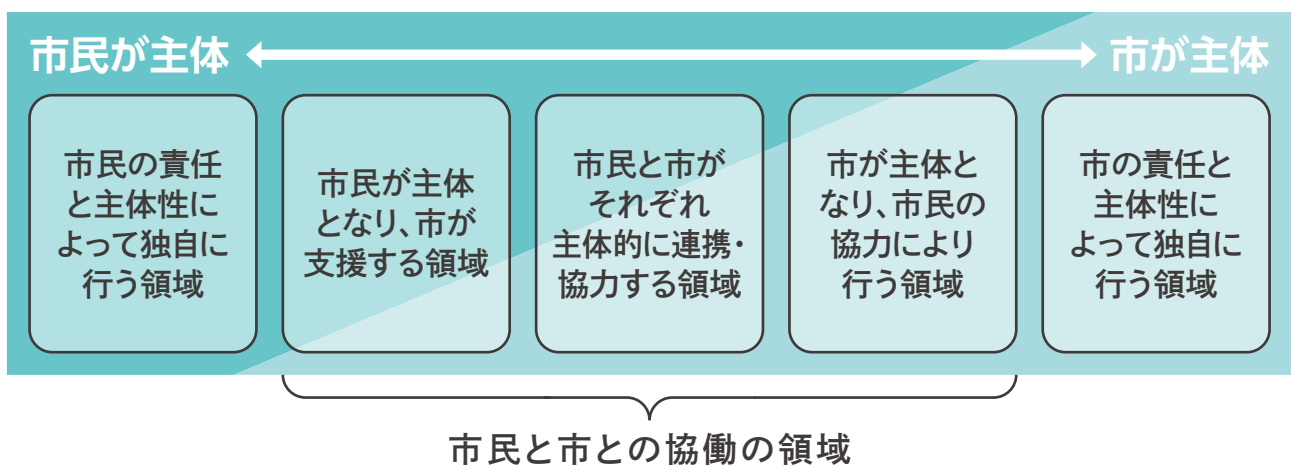 市民が主体
市が主体
市民の責任
と主体性に
よって独自に
行う領域
市民が主体
となり、市が
支援する領域
市民と市が
それぞれ
主体的に連携・
協力する領域
市が主体と
なり、市民の
協力により
行う領域
市の責任と
主体性に
よって独自に
行う領域
市民と市との協働の領域